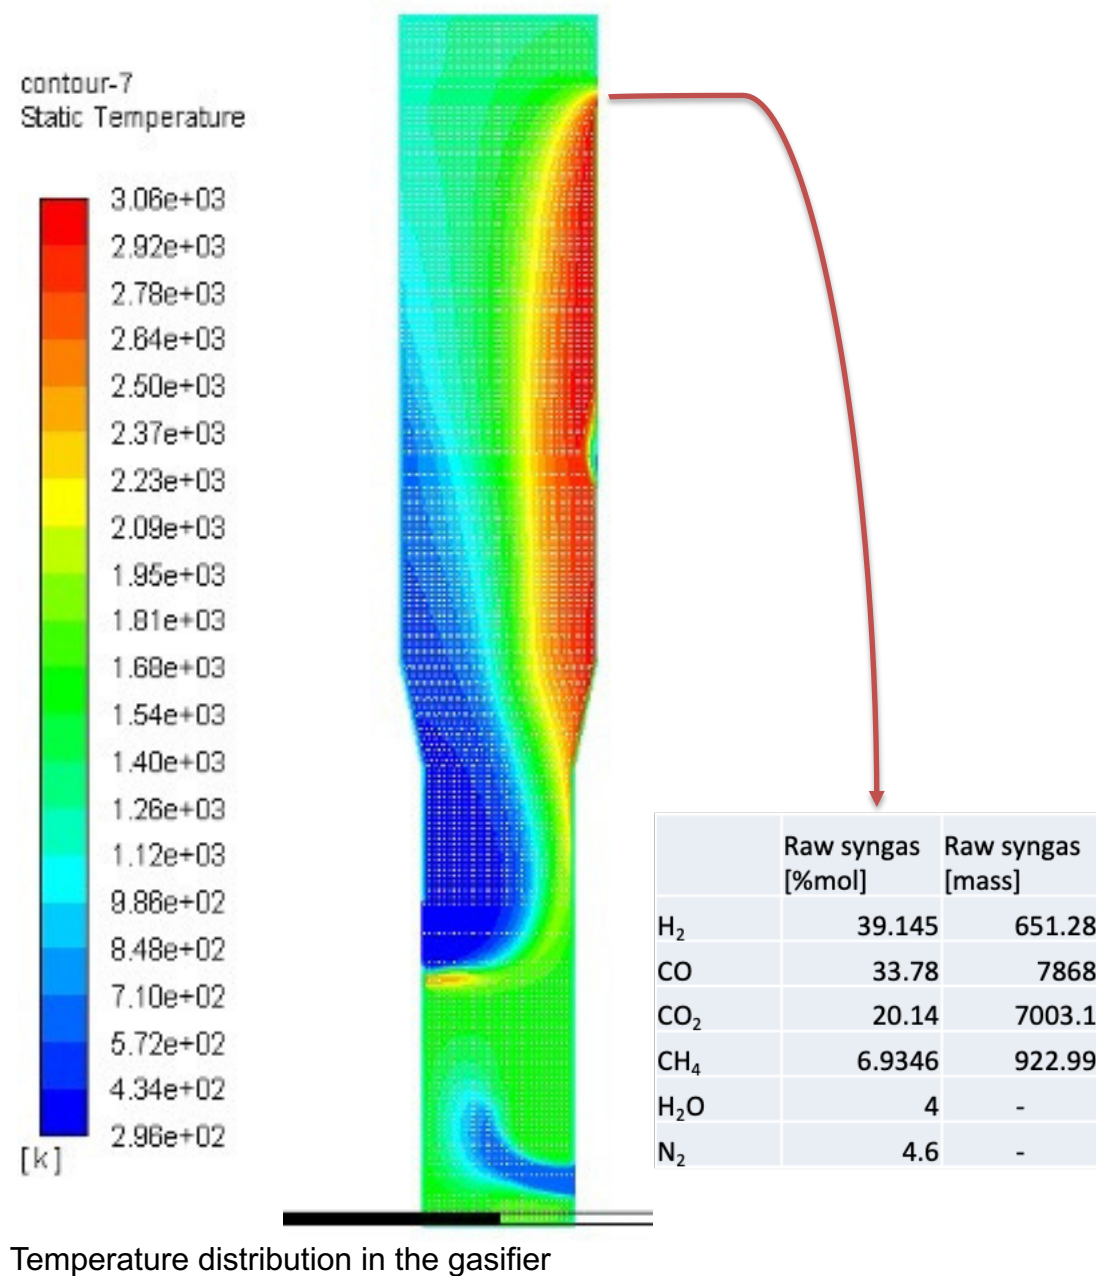 contour-7
Static Temperature
3.06e+03
2.92e+03
2.78e+03
2.64e+03
2.50e+03
2.37e+03
2.23e+03
2.09e+03
1.95e+03
1.81e+03
1.68e+03
1.54e+03
1.40e+03
1.26e+03
1.12e+03
9.86e+02
8.48e+02
7.10e+02
5.72e+02
4.34e+02
2.96e+02
[k]
Raw syngas [%mol] Raw syngas [mass]
H₂ 39.145 651.28
CO 33.78 7868
CO₂ 20.14 7003.1
CH₄ 6.9346 922.99
H₂O 4 -
N₂ 4.6 -
Temperature distribution in the gasifier